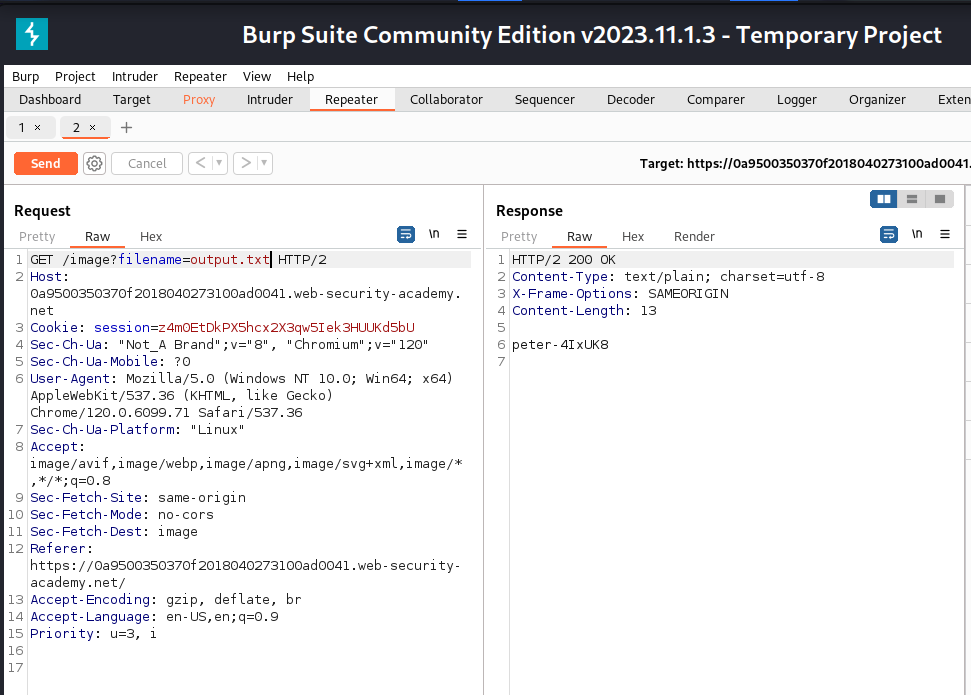 Burp Suite Community Edition v2023.11.1.3 - Temporary Project
Burp Project Intruder Repeater View Help
Dashboard Target Proxy Intruder Repeater Collaborator Sequencer Decoder Comparer Logger Organizer Exten
1 × 2 × +
Send Cancel < > Target: https://0a9500350370f2018040273100ad0041.
Request
Pretty Raw Hex \n
1 GET /image?filename=output.txt HTTP/2
2 Host:
0a9500350370f2018040273100ad0041.web-security-academy.
net
3 Cookie: session=z4m0EtDkPX5hcx2X3qw5Iek3HUUKd5bU
4 Sec-Ch-Ua: "Not_A Brand";v="8", "Chromium";v="120"
5 Sec-Ch-Ua-Mobile: ?0
6 User-Agent: Mozilla/5.0 (Windows NT 10.0; Win64; x64)
AppleWebKit/537.36 (KHTML, like Gecko)
Chrome/120.0.6099.71 Safari/537.36
7 Sec-Ch-Ua-Platform: "Linux"
8 Accept:
image/avif,image/webp,image/apng,image/svg+xml,image/*
,*/*;q=0.8
9 Sec-Fetch-Site: same-origin
10 Sec-Fetch-Mode: no-cors
11 Sec-Fetch-Dest: image
12 Referer:
https://0a9500350370f2018040273100ad0041.web-security-
academy.net/
13 Accept-Encoding: gzip, deflate, br
14 Accept-Language: en-US,en;q=0.9
15 Priority: u=3, i
16
17
Response
Pretty Raw Hex Render \n
1 HTTP/2 200 OK
2 Content-Type: text/plain; charset=utf-8
3 X-Frame-Options: SAMEORIGIN
4 Content-Length: 13
5
6 peter-4IxUK8
7